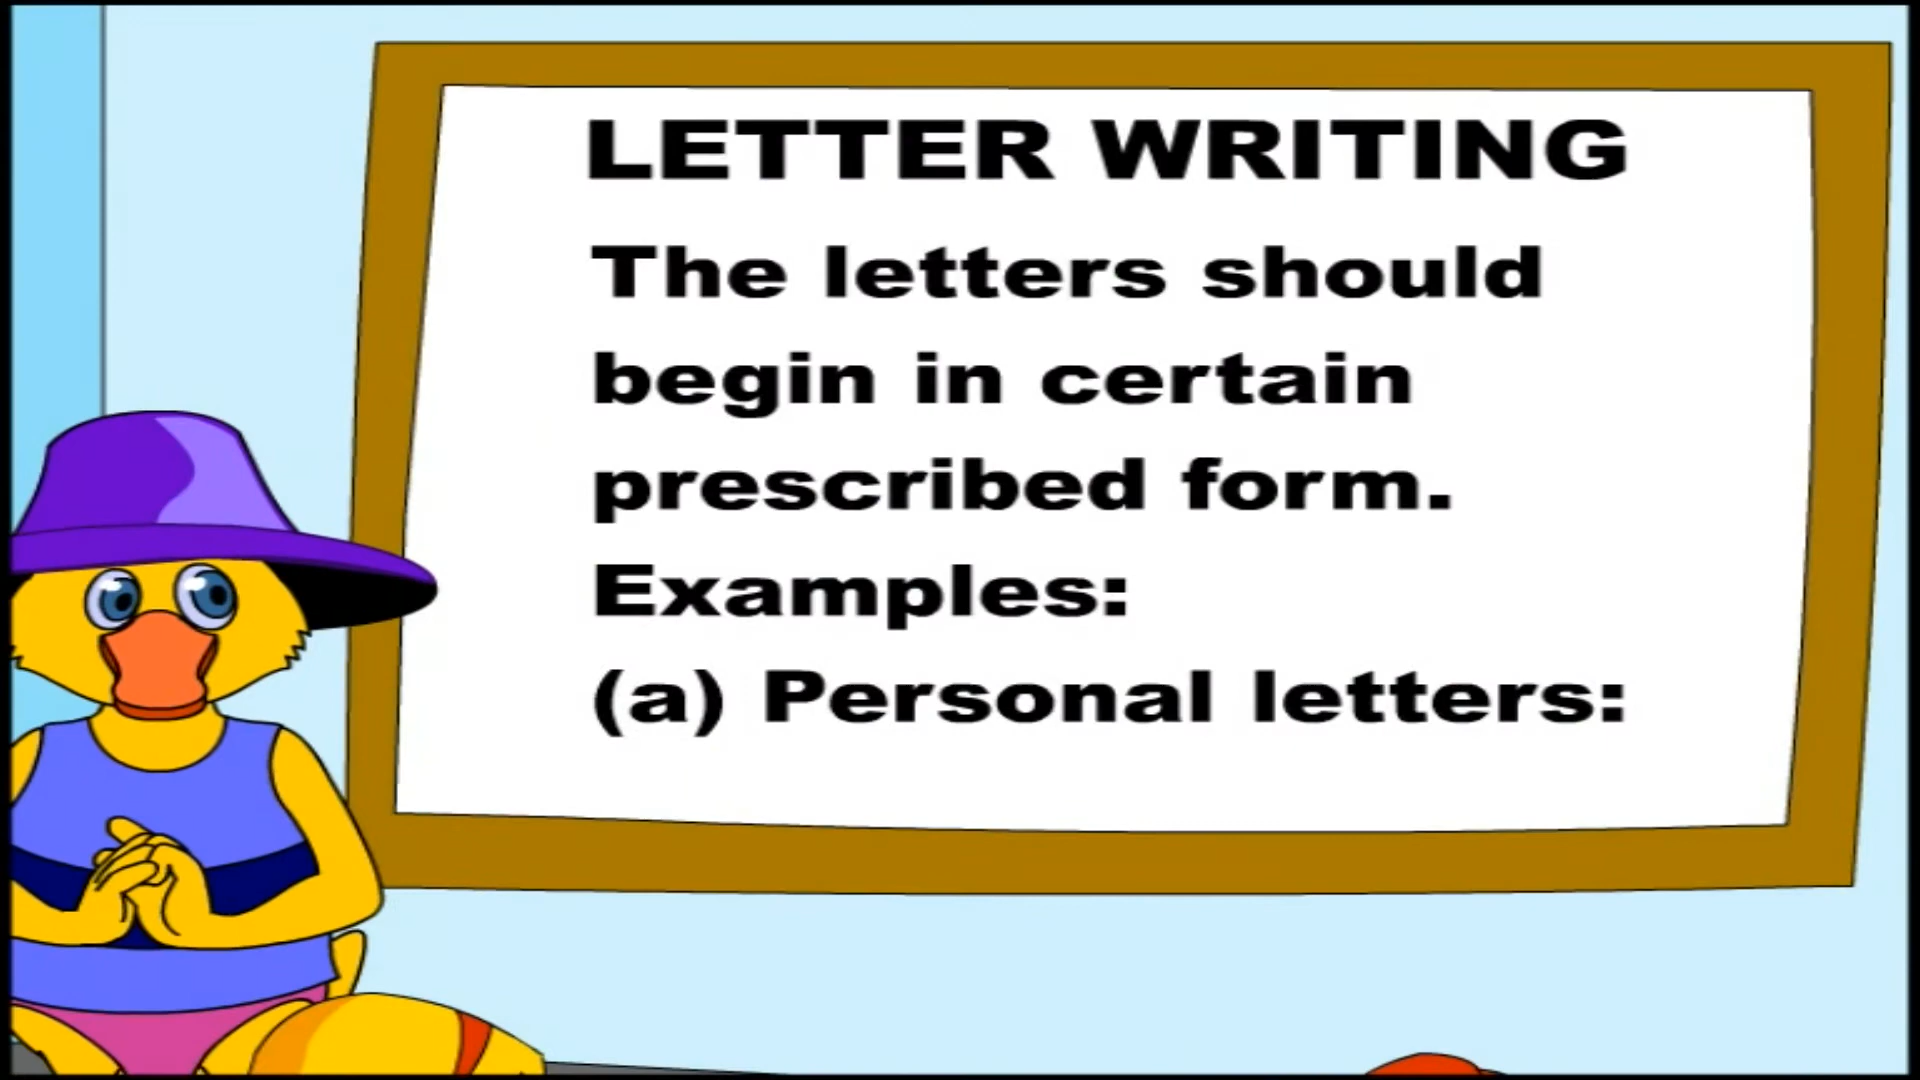 LETTER WRITING
The letters should
begin in certain
prescribed form.
Examples:
(a) Personal letters: